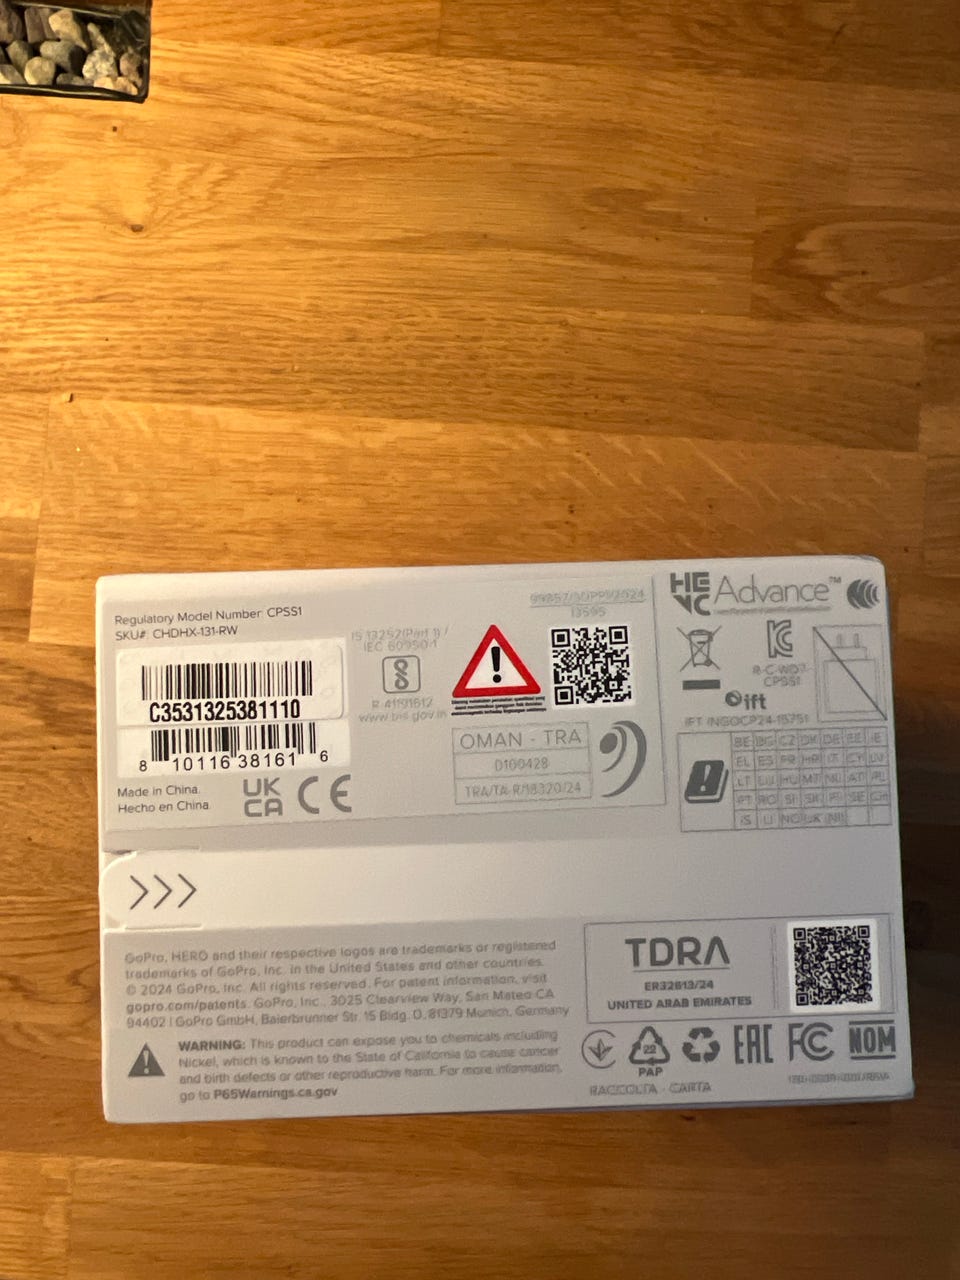 Regulatory Model Number: CPSS1
SKU#: CHDHX-131-RW
C3531325381110
8 10116 38161 6
Made in China.
Hecho en China.
UK
CA CE
IS 13252(Part 1) /
IEC 60950-1
R-41191612
www.bis.gov.in
13595
OMAN - TRA
D100428
TRA/TA-R/18320/24
HEVC Advance™
R-C-WD7-
CPSS1
ift
BE BG CZ DK DE EE IE
EL ES FR HR IT CY LV
LT LU HU MT NL AT PL
PT RO SI SK FI SE CH
IS LI NO UK (NI)
GoPro, HERO and their respective logos are trademarks or registered
trademarks of GoPro, Inc. in the United States and other countries.
© 2024 GoPro, Inc. All rights reserved. For patent information, visit
gopro.com/patents. GoPro, Inc., 3025 Clearview Way, San Mateo CA
94402 | GoPro GmbH, Baierbrunner Str. 15 Bldg. D, 81379 Munich, Germany
WARNING: This product can expose you to chemicals including
Nickel, which is known to the State of California to cause cancer
and birth defects or other reproductive harm. For more information,
go to P65Warnings.ca.gov
TDRA
ER32613/24
UNITED ARAB EMIRATES
22
PAP
RACCOLTA - CARTA
EAC FC NOM